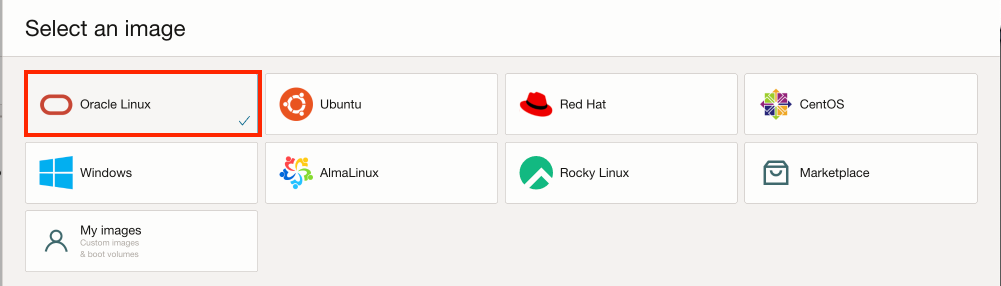 Select an image
Oracle Linux
Ubuntu
Red Hat
CentOS
Windows
AlmaLinux
Rocky Linux
Marketplace
My images
Custom images
& boot volumes